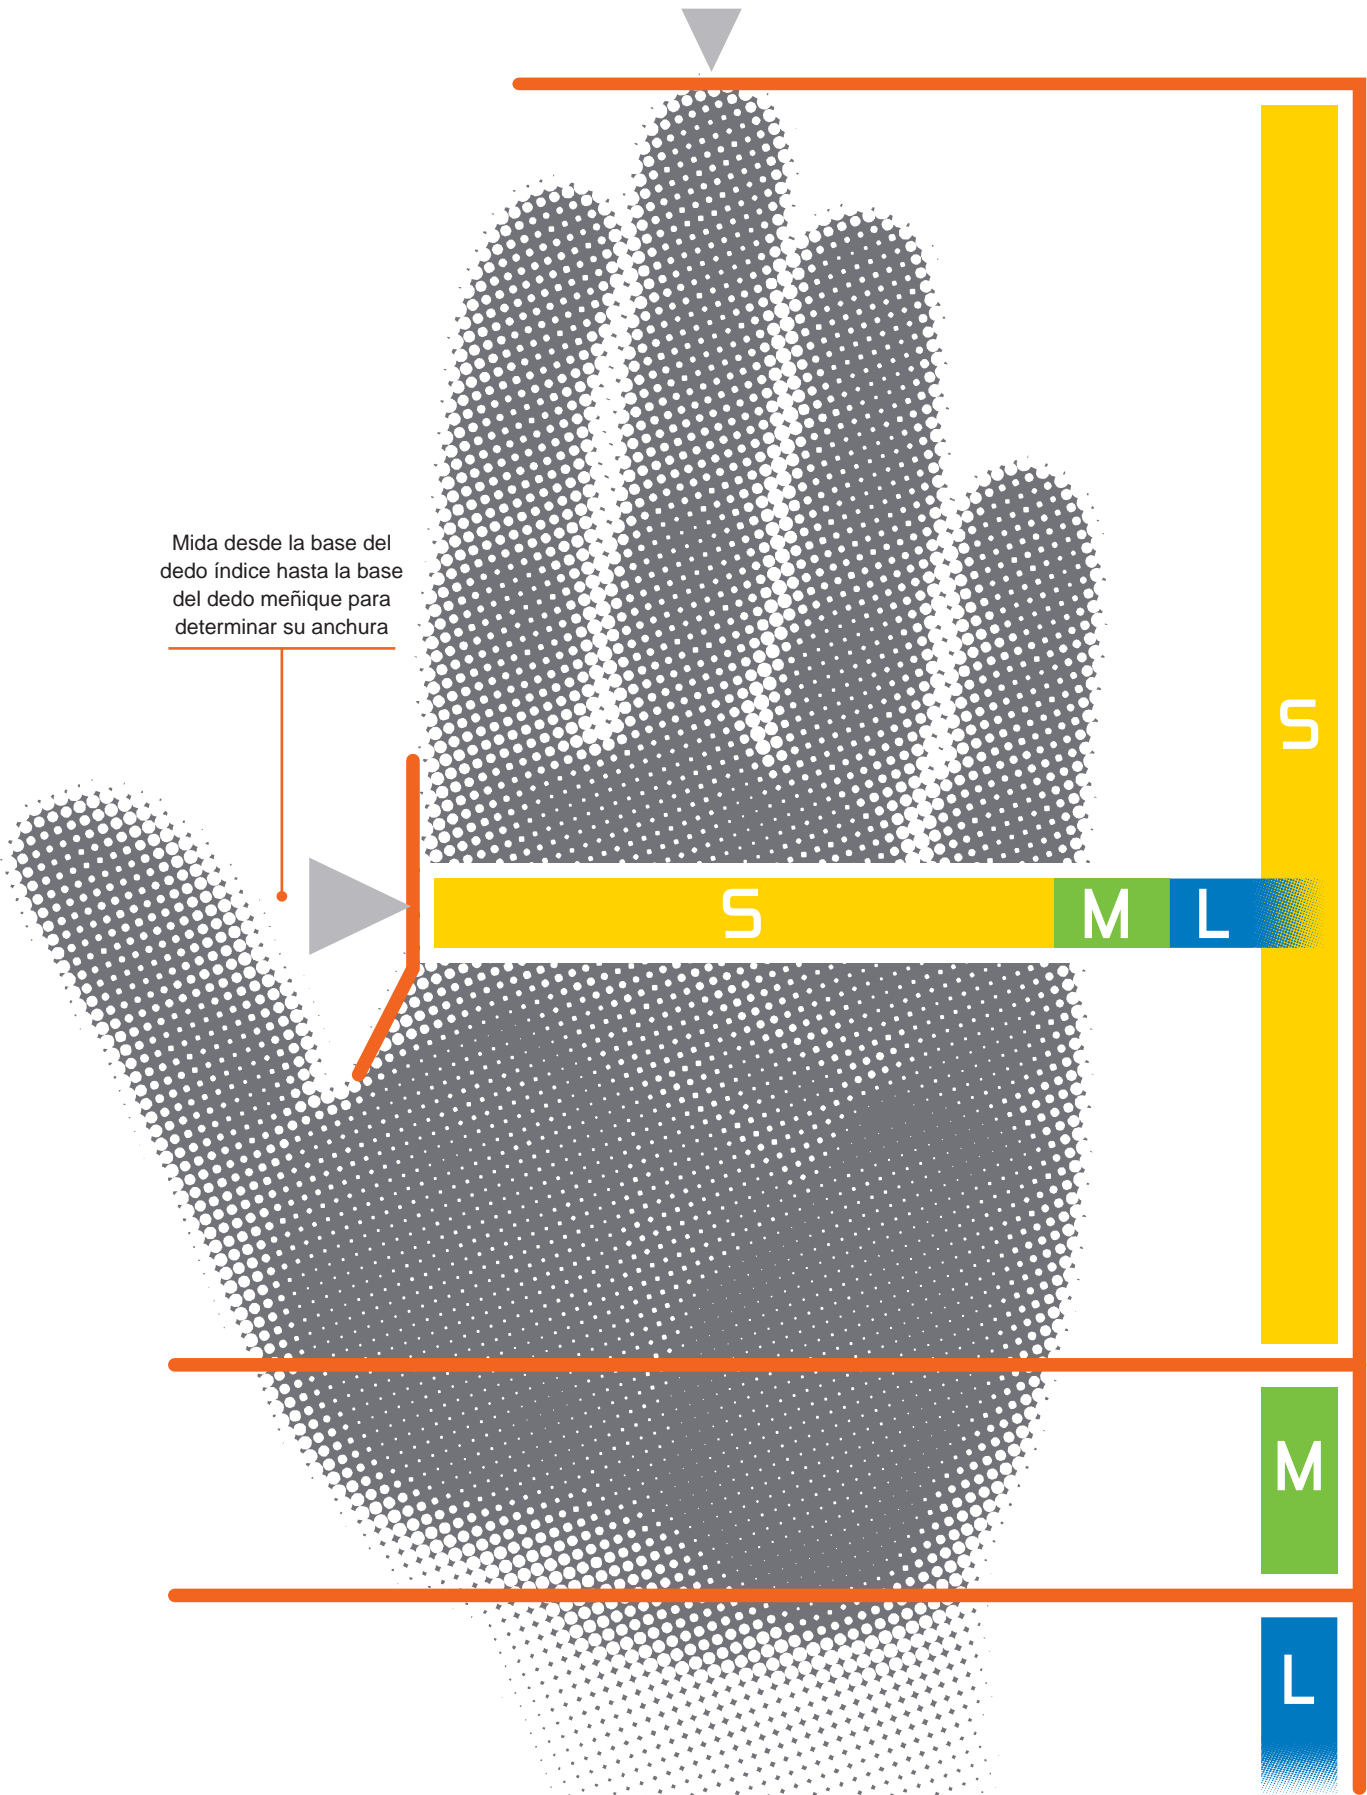 Mida desde la base del
dedo índice hasta la base
del dedo meñique para
determinar su anchura
S
S M L
M
L